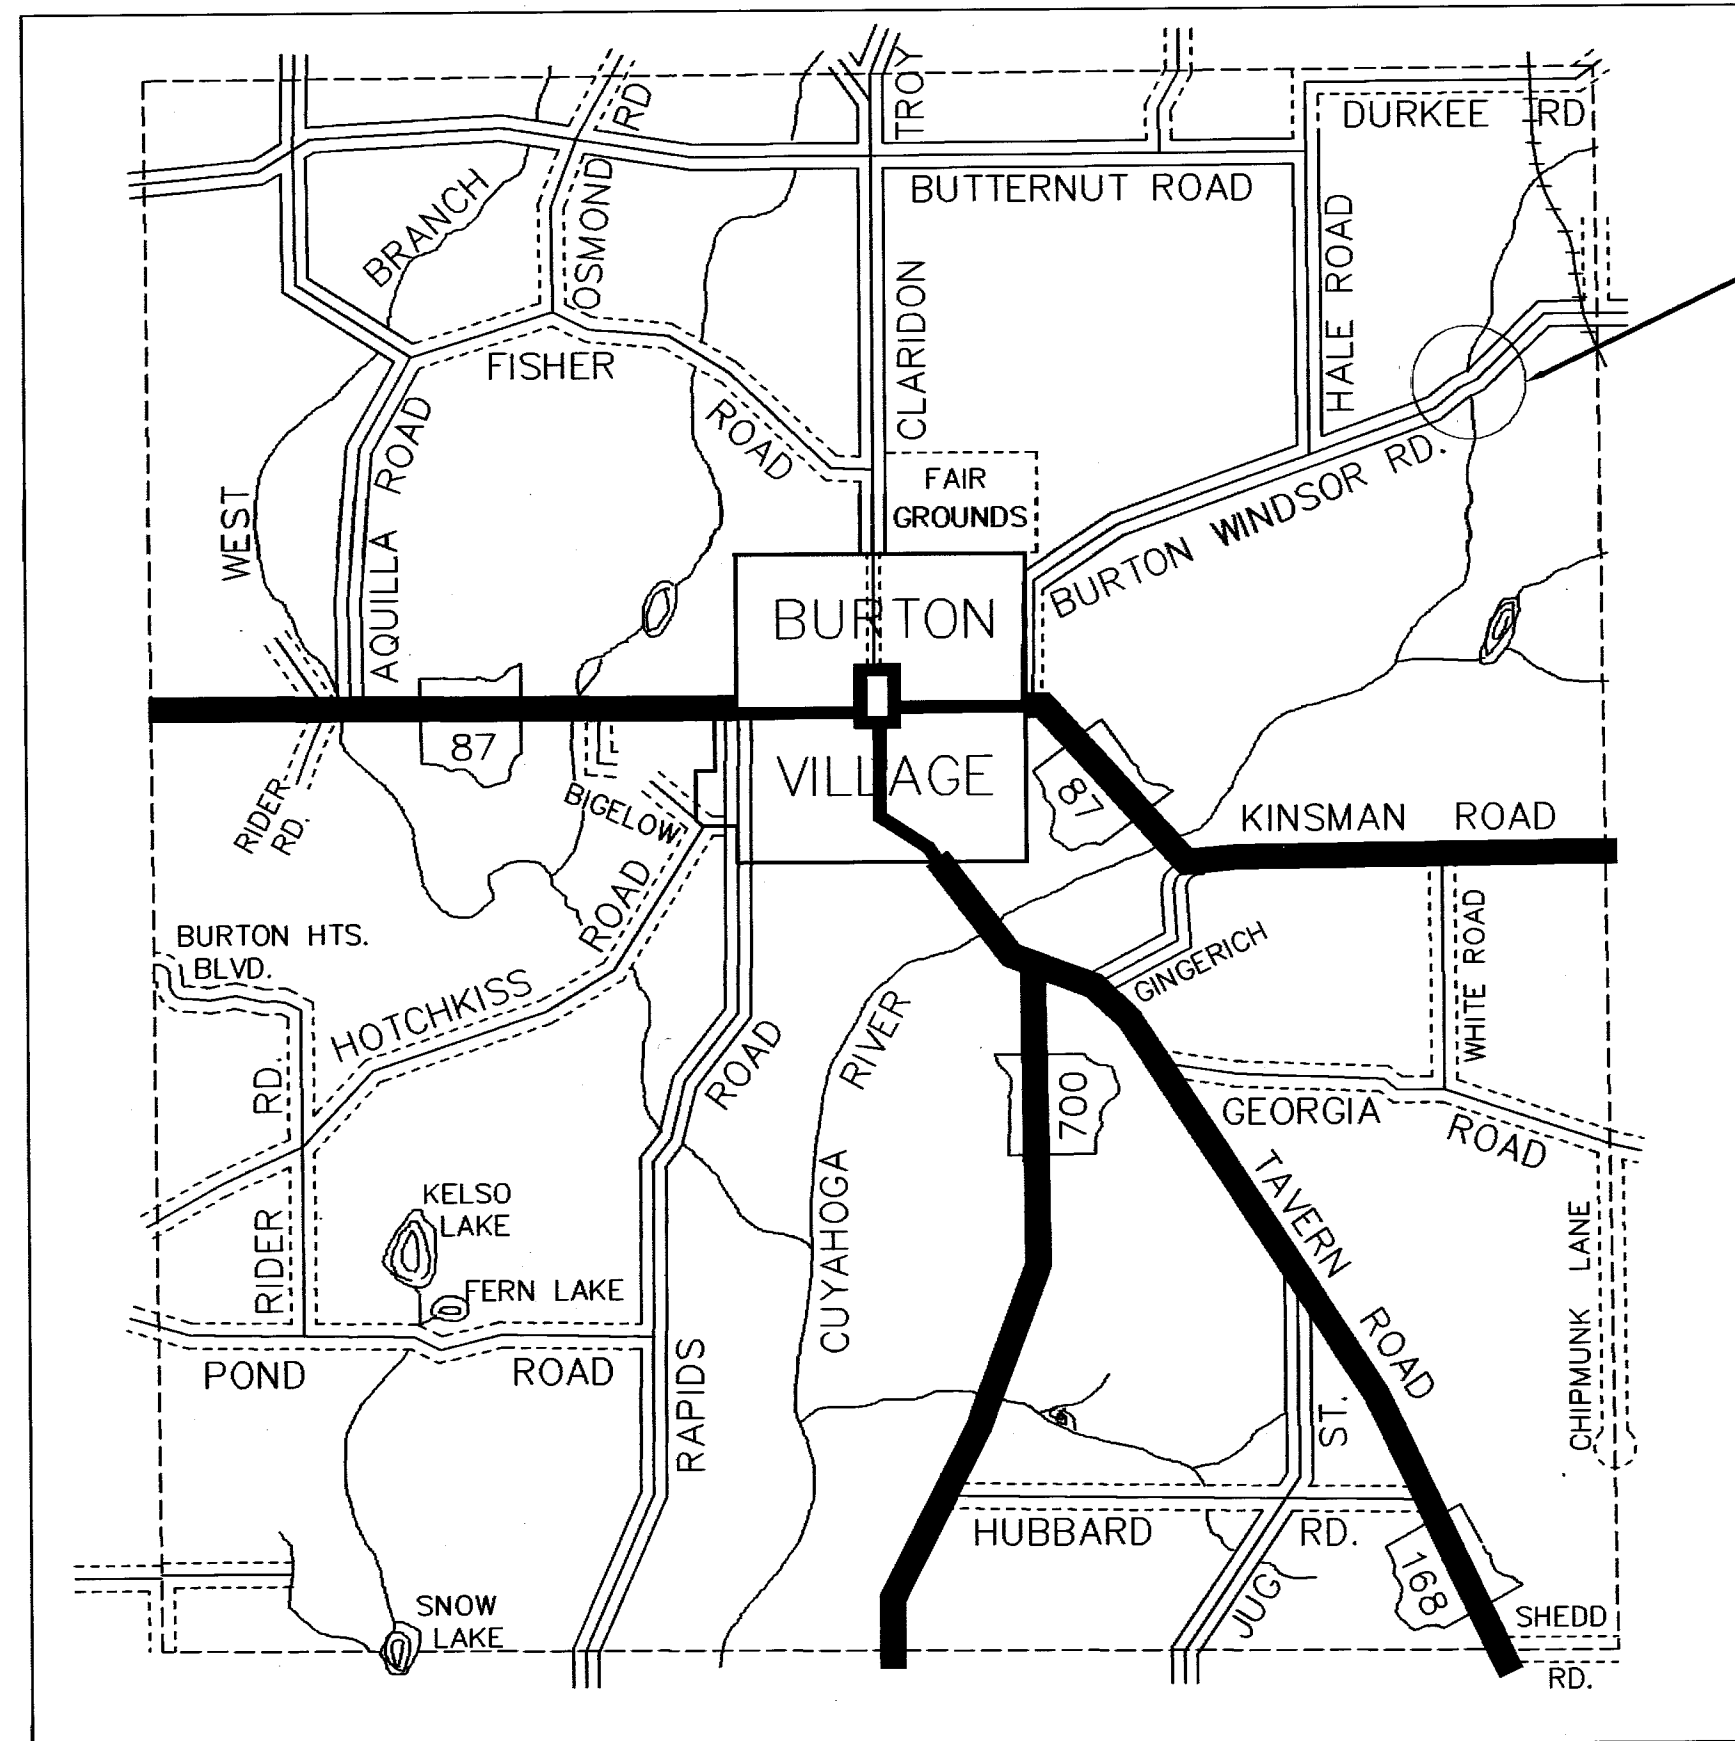 TROY
DURKEE RD
RD
BUTTERNUT ROAD
BRANCH
OSMOND
HALE ROAD
CLARIDON
FISHER
ROAD
AQUILLA ROAD
WEST
FAIR
GROUNDS
BURTON WINDSOR RD.
BURTON
VILLAGE
87
87
BIGELOW
RIDER
RD.
KINSMAN ROAD
WHITE ROAD
GINGERICH
BURTON HTS.
BLVD.
HOTCHKISS
ROAD
ROAD
RIVER
700
GEORGIA
ROAD
RIDER RD.
KELSO
LAKE
FERN LAKE
CUYAHOGA
TAVERN ROAD
CHIPMUNK LANE
POND ROAD
RAPIDS
ST.
HUBBARD RD.
JUG
168
SNOW
LAKE
SHEDD
RD.